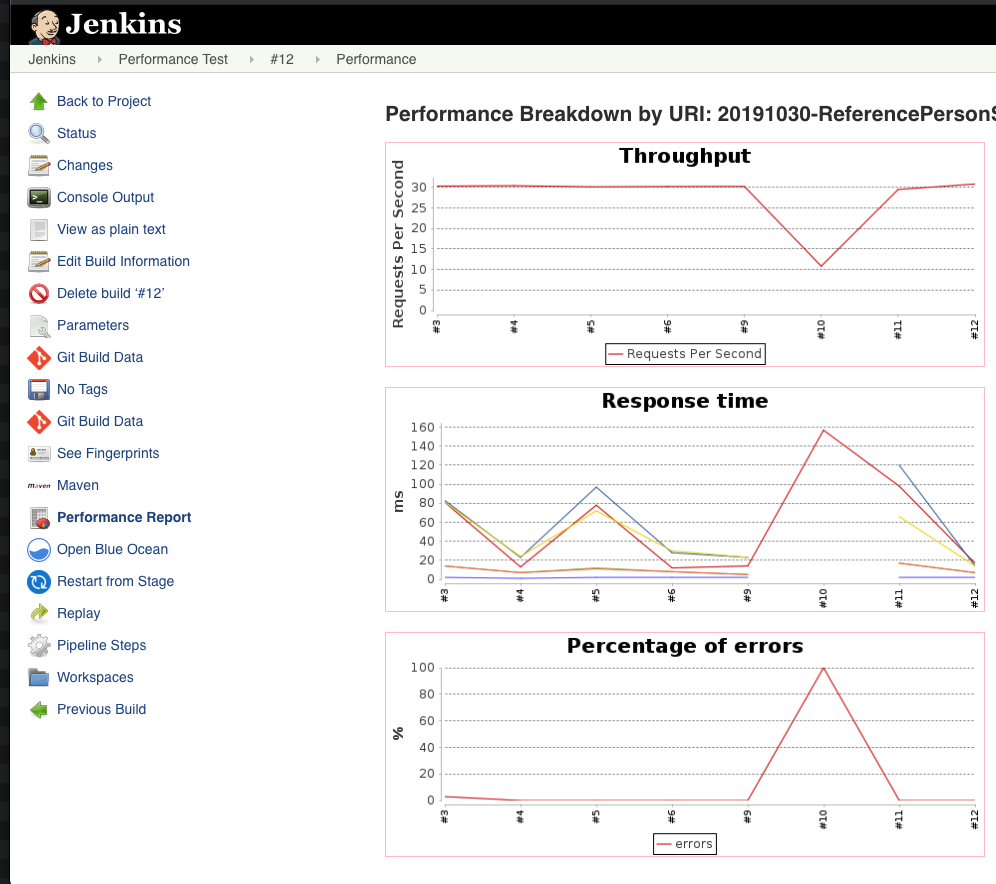 Jenkins
Jenkins Performance Test #12 Performance
Back to Project
Status
Changes
Console Output
View as plain text
Edit Build Information
Delete build ‘#12’
Parameters
Git Build Data
No Tags
Git Build Data
See Fingerprints
maven Maven
Performance Report
Open Blue Ocean
Restart from Stage
Replay
Pipeline Steps
Workspaces
Previous Build
Performance Breakdown by URI: 20191030-ReferencePersonS
Throughput
Requests Per Second
30
25
20
15
10
5
0
#3 #4 #5 #6 #9 #10 #11 #12
Requests Per Second
Response time
ms
160
140
120
100
80
60
40
20
0
#3 #4 #5 #6 #9 #10 #11 #12
Percentage of errors
%
100
80
60
40
20
0
#3 #4 #5 #6 #9 #10 #11 #12
errors